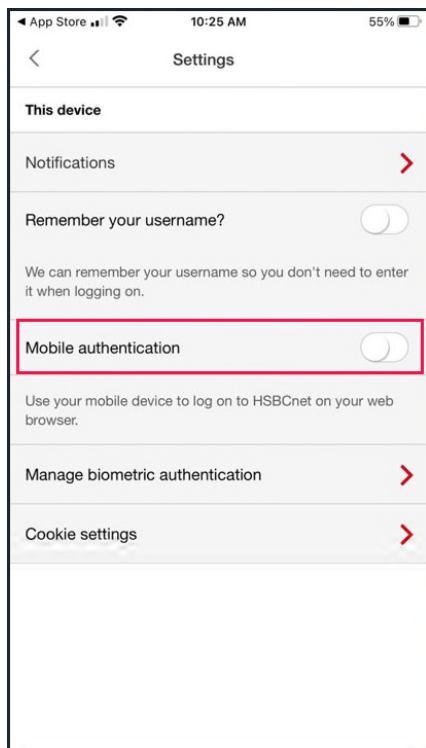 App Store 10:25 AM 55%
Settings
This device
Notifications
Remember your username?
We can remember your username so you don't need to enter
it when logging on.
Mobile authentication
Use your mobile device to log on to HSBCnet on your web
browser.
Manage biometric authentication
Cookie settings